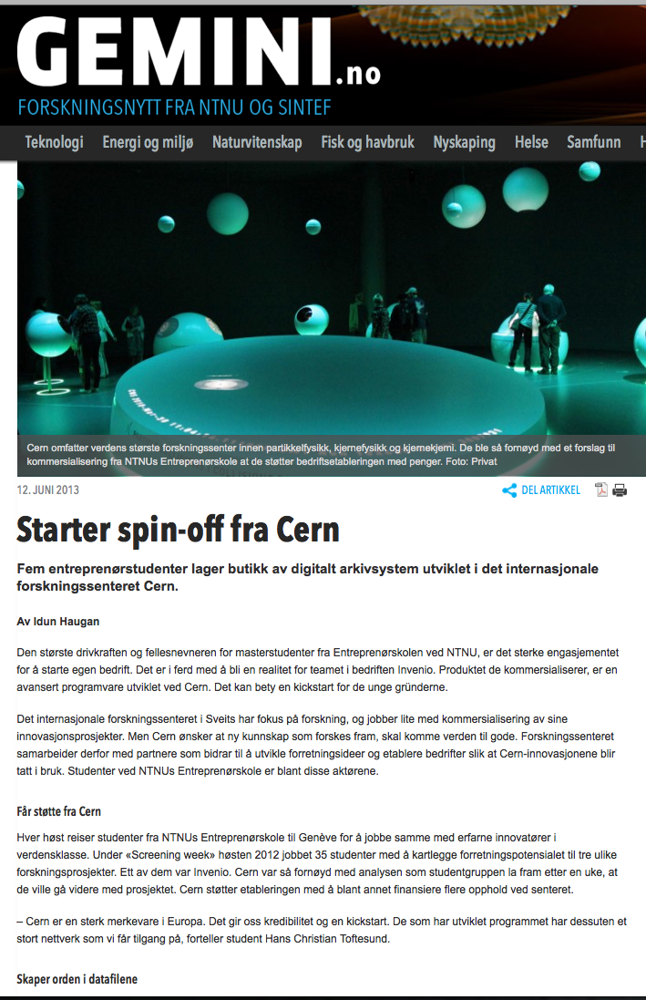 GEMINI.no
FORSKNINGSNYTT FRA NTNU OG SINTEF
Teknologi Energi og miljø Naturvitenskap Fisk og havbruk Nyskaping Helse Samfunn H
Cern omfatter verdens største forskningssenter innen partikkelfysikk, kjernefysikk og kjernekjemi. De ble så fornøyd med et forslag til
kommersialisering fra NTNUs Entreprenørskole at de støtter bedriftsetableringen med penger. Foto: Privat
12. JUNI 2013 DEL ARTIKKEL
Starter spin-off fra Cern
Fem entreprenørstudenter lager butikk av digitalt arkivsystem utviklet i det internasjonale
forskningssenteret Cern.
Av Idun Haugan
Den største drivkraften og fellesnevneren for masterstudenter fra Entreprenørskolen ved NTNU, er det sterke engasjementet
for å starte egen bedrift. Det er i ferd med å bli en realitet for teamet i bedriften Invenio. Produktet de kommersialiserer, er en
avansert programvare utviklet ved Cern. Det kan bety en kickstart for de unge gründerne.
Det internasjonale forskningssenteret i Sveits har fokus på forskning, og jobber lite med kommersialisering av sine
innovasjonsprosjekter. Men Cern ønsker at ny kunnskap som forskes fram, skal komme verden til gode. Forskningssenteret
samarbeider derfor med partnere som bidrar til å utvikle forretningsideer og etablere bedrifter slik at Cern-innovasjonene blir
tatt i bruk. Studenter ved NTNUs Entreprenørskole er blant disse aktørene.
Får støtte fra Cern
Hver høst reiser studenter fra NTNUs Entreprenørskole til Genève for å jobbe samme med erfarne innovatører i
verdensklasse. Under «Screening week» høsten 2012 jobbet 35 studenter med å kartlegge forretningspotensialet til tre ulike
forskningsprosjekter. Ett av dem var Invenio. Cern var så fornøyd med analysen som studentgruppen la fram etter en uke, at
de ville gå videre med prosjektet. Cern støtter etableringen med å blant annet finansiere flere opphold ved senteret.
– Cern er en sterk merkevare i Europa. Det gir oss kredibilitet og en kickstart. De som har utviklet programmet har dessuten et
stort nettverk som vi får tilgang på, forteller student Hans Christian Toftesund.
Skaper orden i datafilene